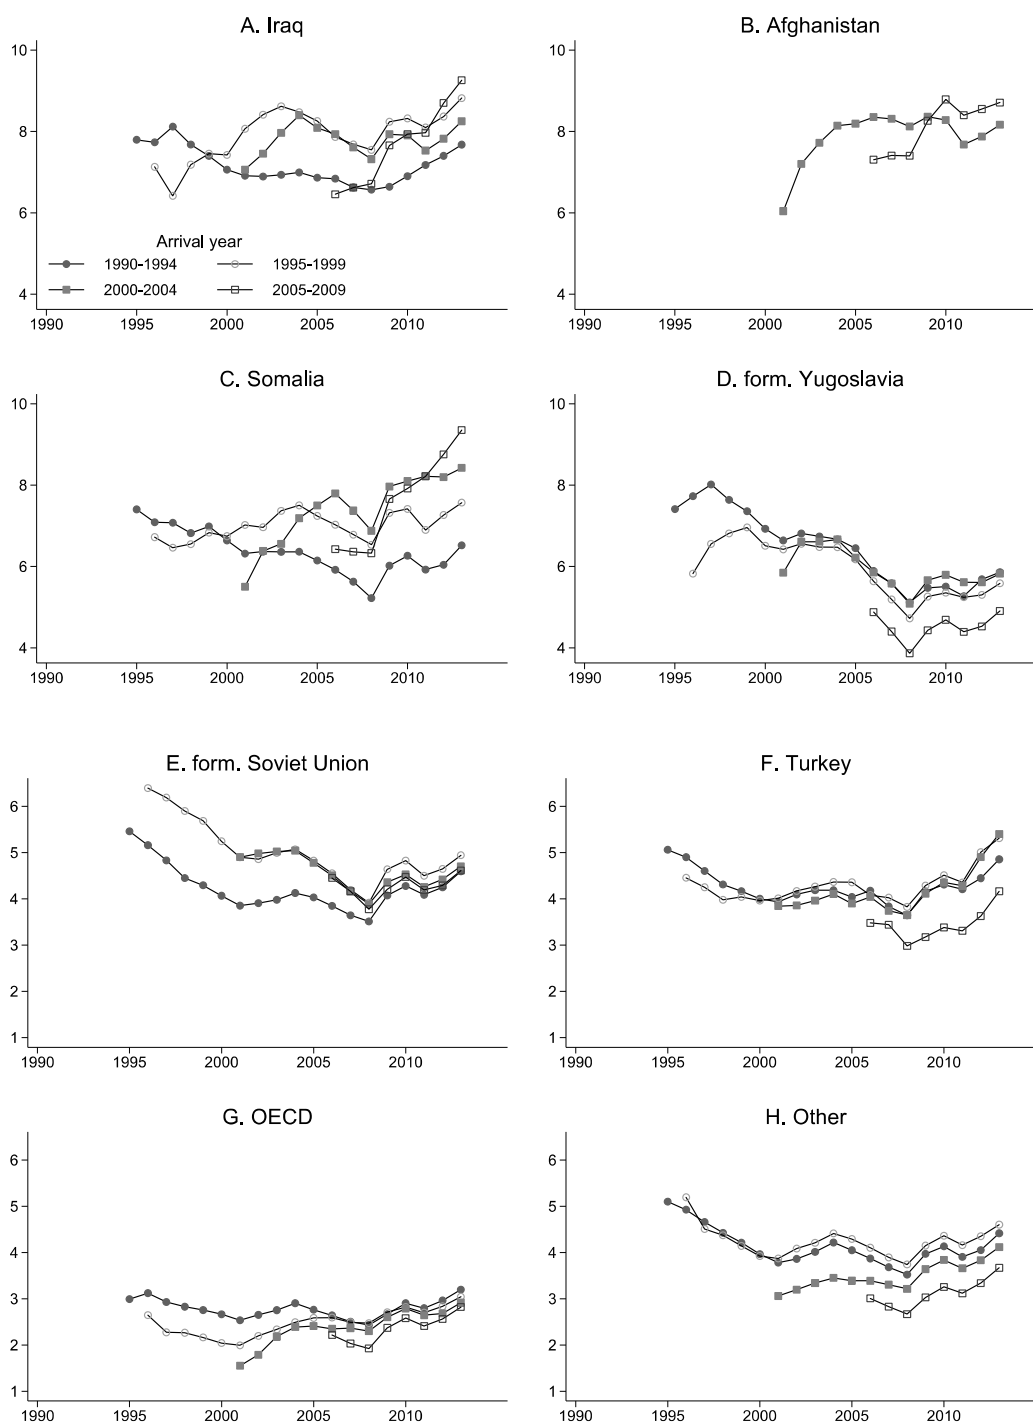 A. Iraq
10
8
6
4
Arrival year
1990-1994 1995-1999
2000-2004 2005-2009
1990 1995 2000 2005 2010
B. Afghanistan
10
8
6
4
1990 1995 2000 2005 2010
C. Somalia
10
8
6
4
1990 1995 2000 2005 2010
D. form. Yugoslavia
10
8
6
4
1990 1995 2000 2005 2010
E. form. Soviet Union
6
5
4
3
2
1
1990 1995 2000 2005 2010
F. Turkey
6
5
4
3
2
1
1990 1995 2000 2005 2010
G. OECD
6
5
4
3
2
1
1990 1995 2000 2005 2010
H. Other
6
5
4
3
2
1
1990 1995 2000 2005 2010